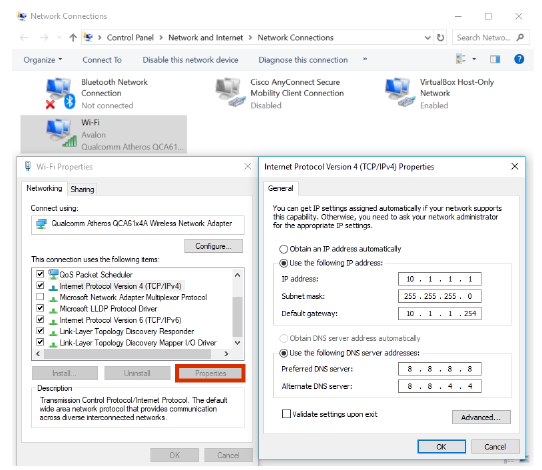 Network Connections
Control Panel > Network and Internet > Network Connections
Search Netwo...
Organize
Connect To
Disable this network device
Diagnose this connection
»
Bluetooth Network
Connection
Not connected
Cisco AnyConnect Secure
Mobility Client Connection
Disabled
VirtualBox Host-Only
Network
Enabled
Wi-Fi
Avalon
Qualcomm Atheros QCA61...
Wi-Fi Properties
Networking
Sharing
Connect using:
Qualcomm Atheros QCA61x4A Wireless Network Adapter
Configure...
This connection uses the following items:
QoS Packet Scheduler
Internet Protocol Version 4 (TCP/IPv4)
Microsoft Network Adapter Multiplexor Protocol
Microsoft LLDP Protocol Driver
Internet Protocol Version 6 (TCP/IPv6)
Link-Layer Topology Discovery Responder
Link-Layer Topology Discovery Mapper I/O Driver
Install...
Uninstall
Properties
Description
Transmission Control Protocol/Internet Protocol. The default
wide area network protocol that provides communication
across diverse interconnected networks.
OK
Cancel
Internet Protocol Version 4 (TCP/IPv4) Properties
General
You can get IP settings assigned automatically if your network supports
this capability. Otherwise, you need to ask your network administrator
for the appropriate IP settings.
Obtain an IP address automatically
Use the following IP address:
IP address:
10 . 1 . 1 . 1
Subnet mask:
255 . 255 . 255 . 0
Default gateway:
10 . 1 . 1 . 254
Obtain DNS server address automatically
Use the following DNS server addresses:
Preferred DNS server:
8 . 8 . 8 . 8
Alternate DNS server:
8 . 8 . 4 . 4
Validate settings upon exit
Advanced...
OK
Cancel